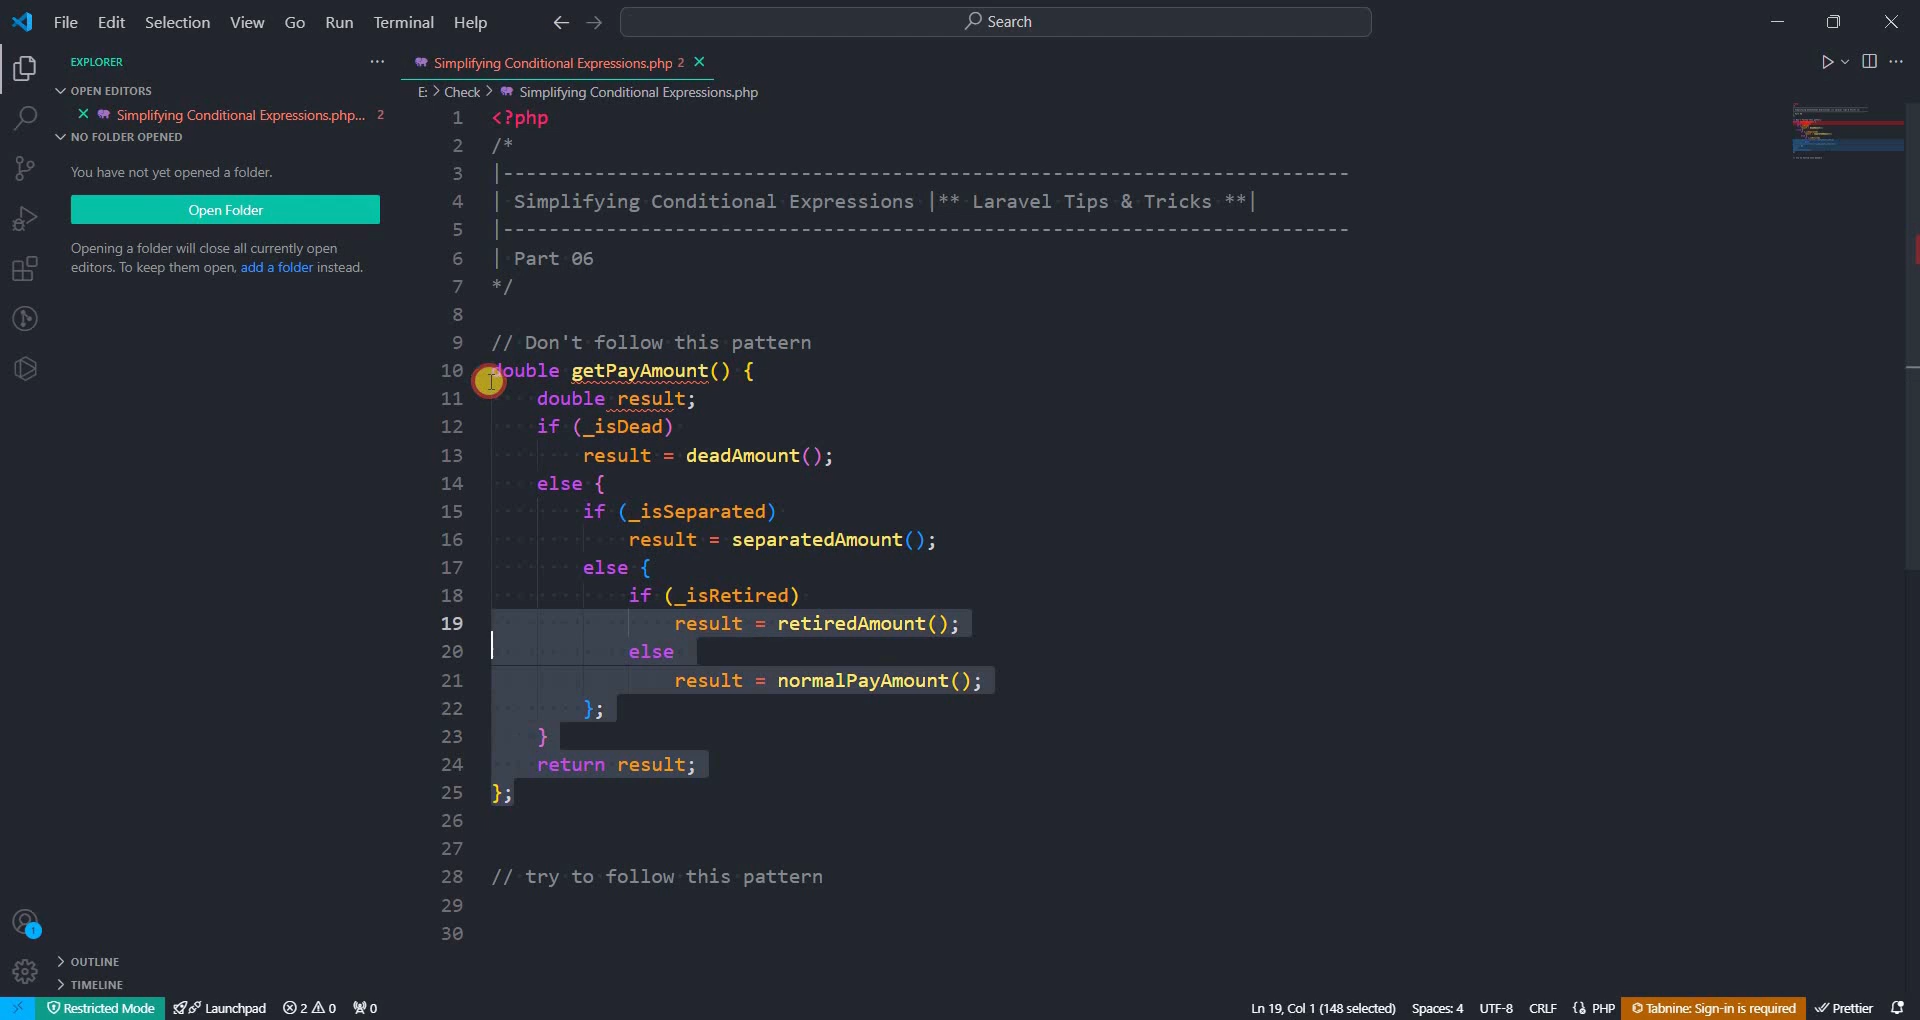 File Edit Selection View Go Run Terminal Help Search
EXPLORER
OPEN EDITORS
Simplifying Conditional Expressions.php... 2
NO FOLDER OPENED
You have not yet opened a folder.
Open Folder
Opening a folder will close all currently open
editors. To keep them open, add a folder instead.
OUTLINE
TIMELINE
Simplifying Conditional Expressions.php 2
E: > Check > Simplifying Conditional Expressions.php
1 <?php
2 /*
3 |--------------------------------------------------------------------------
4 | Simplifying Conditional Expressions |** Laravel Tips & Tricks **|
5 |--------------------------------------------------------------------------
6 | Part 06
7 */
8
9 // Don't follow this pattern
10 double getPayAmount() {
11 double result;
12 if (_isDead)
13 result = deadAmount();
14 else {
15 if (_isSeparated)
16 result = separatedAmount();
17 else {
18 if (_isRetired)
19 result = retiredAmount();
20 else
21 result = normalPayAmount();
22 };
23 }
24 return result;
25 };
26
27
28 // try to follow this pattern
29
30
1
Restricted Mode Launchpad 2 0 0 Ln 19, Col 1 (148 selected) Spaces: 4 UTF-8 CRLF {} PHP Tabnine: Sign-in is required Prettier